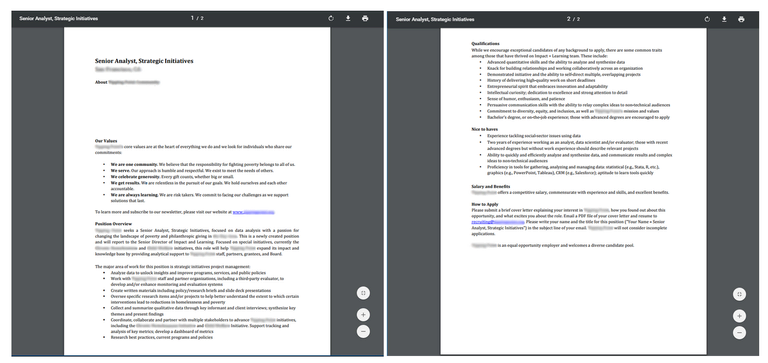 Senior Analyst, Strategic Initiatives
1 / 2
Senior Analyst, Strategic Initiatives
About
Our Values
core values are at the heart of everything we do and we look for individuals who share our
commitments:
• We are one community. We believe that the responsibility for fighting poverty belongs to all of us.
• We serve. Our approach is humble and respectful. We exist to meet the needs of others.
• We celebrate generosity. Every gift counts, whether big or small.
• We get results. We are relentless in the pursuit of our goals. We hold ourselves and each other
accountable.
• We are always learning. We are risk takers. We commit to facing our challenges as we support
solutions that last.
To learn more and subscribe to our newsletter, please visit our website at www.
Position Overview
seeks a Senior Analyst, Strategic Initiatives, focused on data analysis with a passion for
changing the landscape of poverty and philanthropic giving in This is a newly created position
and will report to the Senior Director of Impact and Learning. Focused on special initiatives, currently the
and initiatives, this role will help expand its impact and
knowledge base by providing analytical support to staff, partners, grantees, and Board.
The major area of work for this position is strategic initiatives project management:
• Analyze data to unlock insights and improve programs, services, and public policies
• Work with staff and partner organizations, including a third-party evaluator, to
develop and/or enhance monitoring and evaluation systems
• Create written materials including policy/research briefs and slide-deck presentations
• Oversee specific research items and/or projects to help better understand the extent to which certain
interventions lead to reductions in homelessness and poverty
• Collect and summarize qualitative data through key informant and client interviews; synthesize key
themes and present findings
• Coordinate, collaborate and partner with multiple stakeholders to advance initiatives,
including the and Initiative. Support tracking and
analysis of key metrics; develop a dashboard of metrics
• Research best practices, current programs and policies
Senior Analyst, Strategic Initiatives
2 / 2
Qualifications
While we encourage exceptional candidates of any background to apply, there are some common traits
among those that have thrived on Impact + Learning team. These include:
• Advanced quantitative skills and the ability to analyze and synthesize data
• Knack for building relationships and working collaboratively across an organization
• Demonstrated initiative and the ability to self-direct multiple, overlapping projects
• History of delivering high-quality work on short deadlines
• Entrepreneurial spirit that embraces innovation and adaptability
• Intellectual curiosity; dedication to excellence and strong attention to detail
• Sense of humor, enthusiasm, and patience
• Persuasive communication skills with the ability to relay complex ideas to non-technical audiences
• Commitment to diversity, equity, and inclusion, as well as mission and values
• Bachelor's degree, or on-the-job experience; those with advanced degrees are encouraged to apply
Nice to haves
• Experience tackling social-sector issues using data
• Two years of experience working as an analyst, data scientist and/or evaluator; those with recent
advanced degrees but without work experience should describe relevant projects
• Ability to quickly and efficiently analyze and synthesize data, and communicate results and complex
ideas to non-technical audiences
• Proficiency in tools for gathering, analyzing and managing data: statistical (e.g., Stata, R, etc.),
graphics (e.g., PowerPoint, Tableau), CRM (e.g., Salesforce); aptitude to learn tools quickly
Salary and Benefits
offers a competitive salary, commensurate with experience and skills, and excellent benefits.
How to Apply
Please submit a brief cover letter explaining your interest in how you found out about this
opportunity, and what excites you about the role. Email a PDF file of your cover letter and resume to
Please write your name and the title for this position ("Your Name – Senior
Analyst, Strategic Initiatives") in the subject line of your email. will not consider incomplete
applications.
is an equal opportunity employer and welcomes a diverse candidate pool.